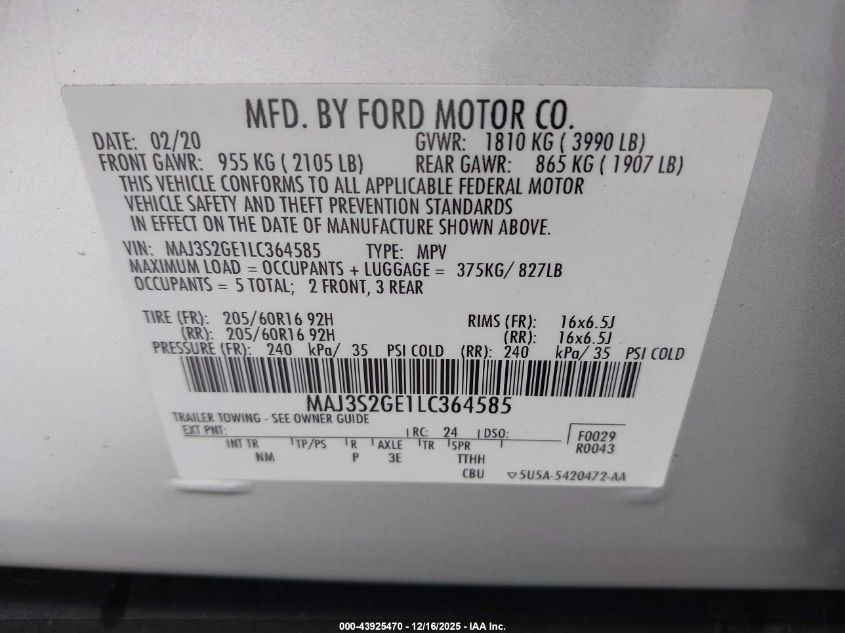 MFD. BY FORD MOTOR CO.
DATE: 02/20 GVWR: 1810 KG ( 3990 LB)
FRONT GAWR: 955 KG ( 2105 LB) REAR GAWR: 865 KG ( 1907 LB)
THIS VEHICLE CONFORMS TO ALL APPLICABLE FEDERAL MOTOR
VEHICLE SAFETY AND THEFT PREVENTION STANDARDS
IN EFFECT ON THE DATE OF MANUFACTURE SHOWN ABOVE.
VIN: MAJ3S2GE1LC364585 TYPE: MPV
MAXIMUM LOAD = OCCUPANTS + LUGGAGE = 375KG/ 827LB
OCCUPANTS = 5 TOTAL; 2 FRONT, 3 REAR
TIRE (FR): 205/60R16 92H RIMS (FR): 16x6.5J
(RR): 205/60R16 92H (RR): 16x6.5J
PRESSURE (FR): 240 kPa/ 35 PSI COLD (RR): 240 kPa/ 35 PSI COLD
MAJ3S2GE1LC364585
TRAILER TOWING - SEE OWNER GUIDE
EXT PNT: RC: 24 DSO: F0029
INT TR TP/PS R AXLE TR SPR R0043
NM P 3E TTHH
CBU ▽5U5A-5420472-AA
000-43925470 – 12/16/2025 – IAA Inc.